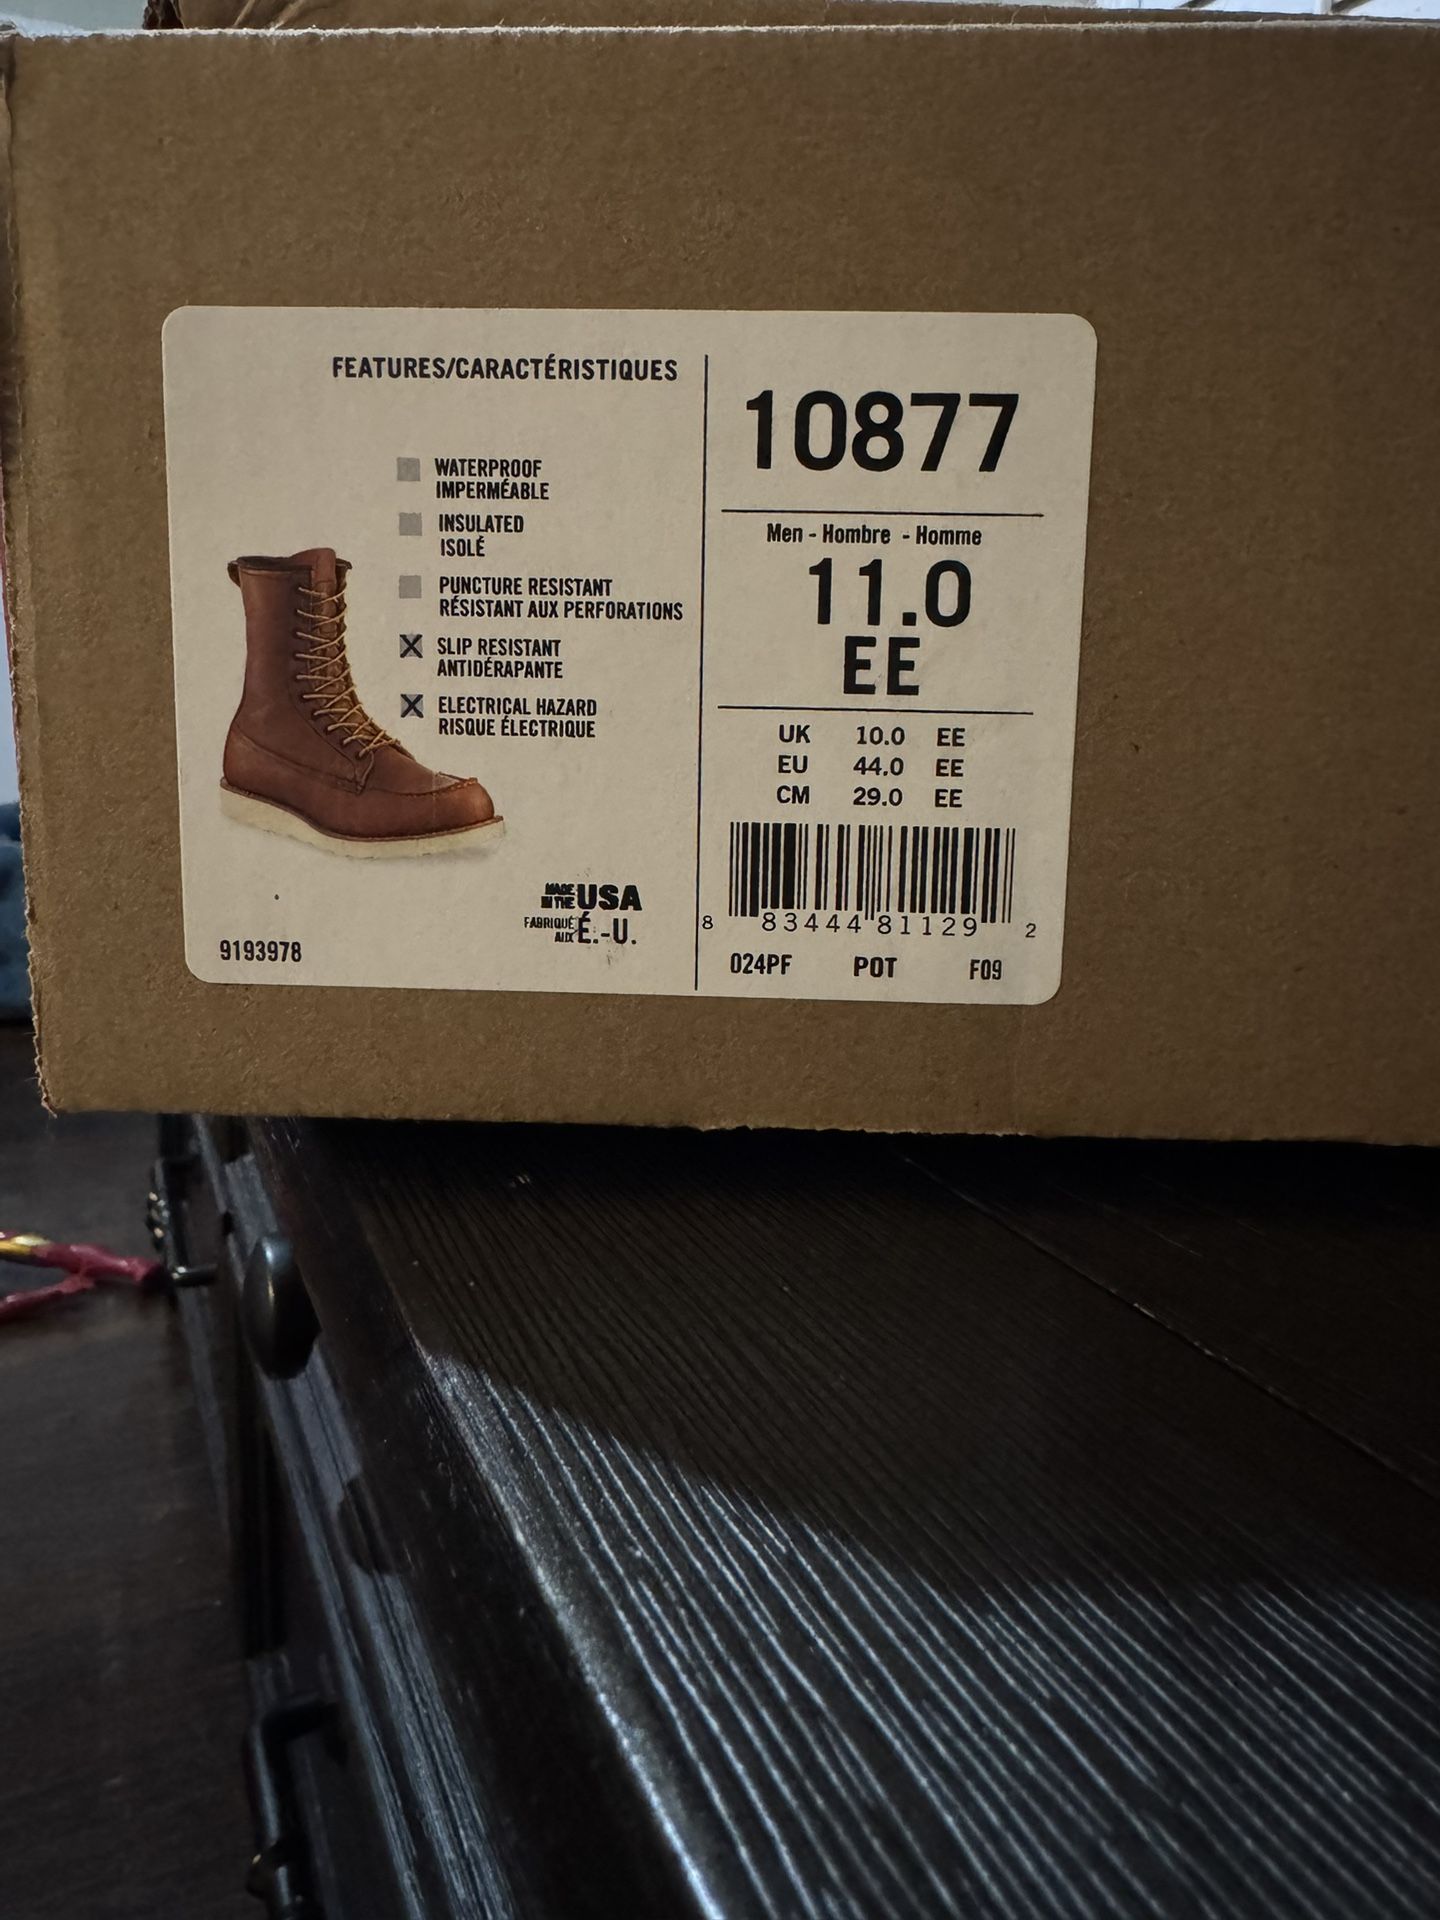 FEATURES/CARACTÉRISTIQUES
WATERPROOF
IMPERMÉABLE
INSULATED
ISOLÉ
PUNCTURE RESISTANT
RÉSISTANT AUX PERFORATIONS
SLIP RESISTANT
ANTIDÉRAPANTE
ELECTRICAL HAZARD
RISQUE ÉLECTRIQUE
MADE IN THE USA
FABRIQUÉ AUX É.-U.
9193978
10877
Men - Hombre - Homme
11.0
EE
UK 10.0 EE
EU 44.0 EE
CM 29.0 EE
8 83444 81129 2
024PF POT F09